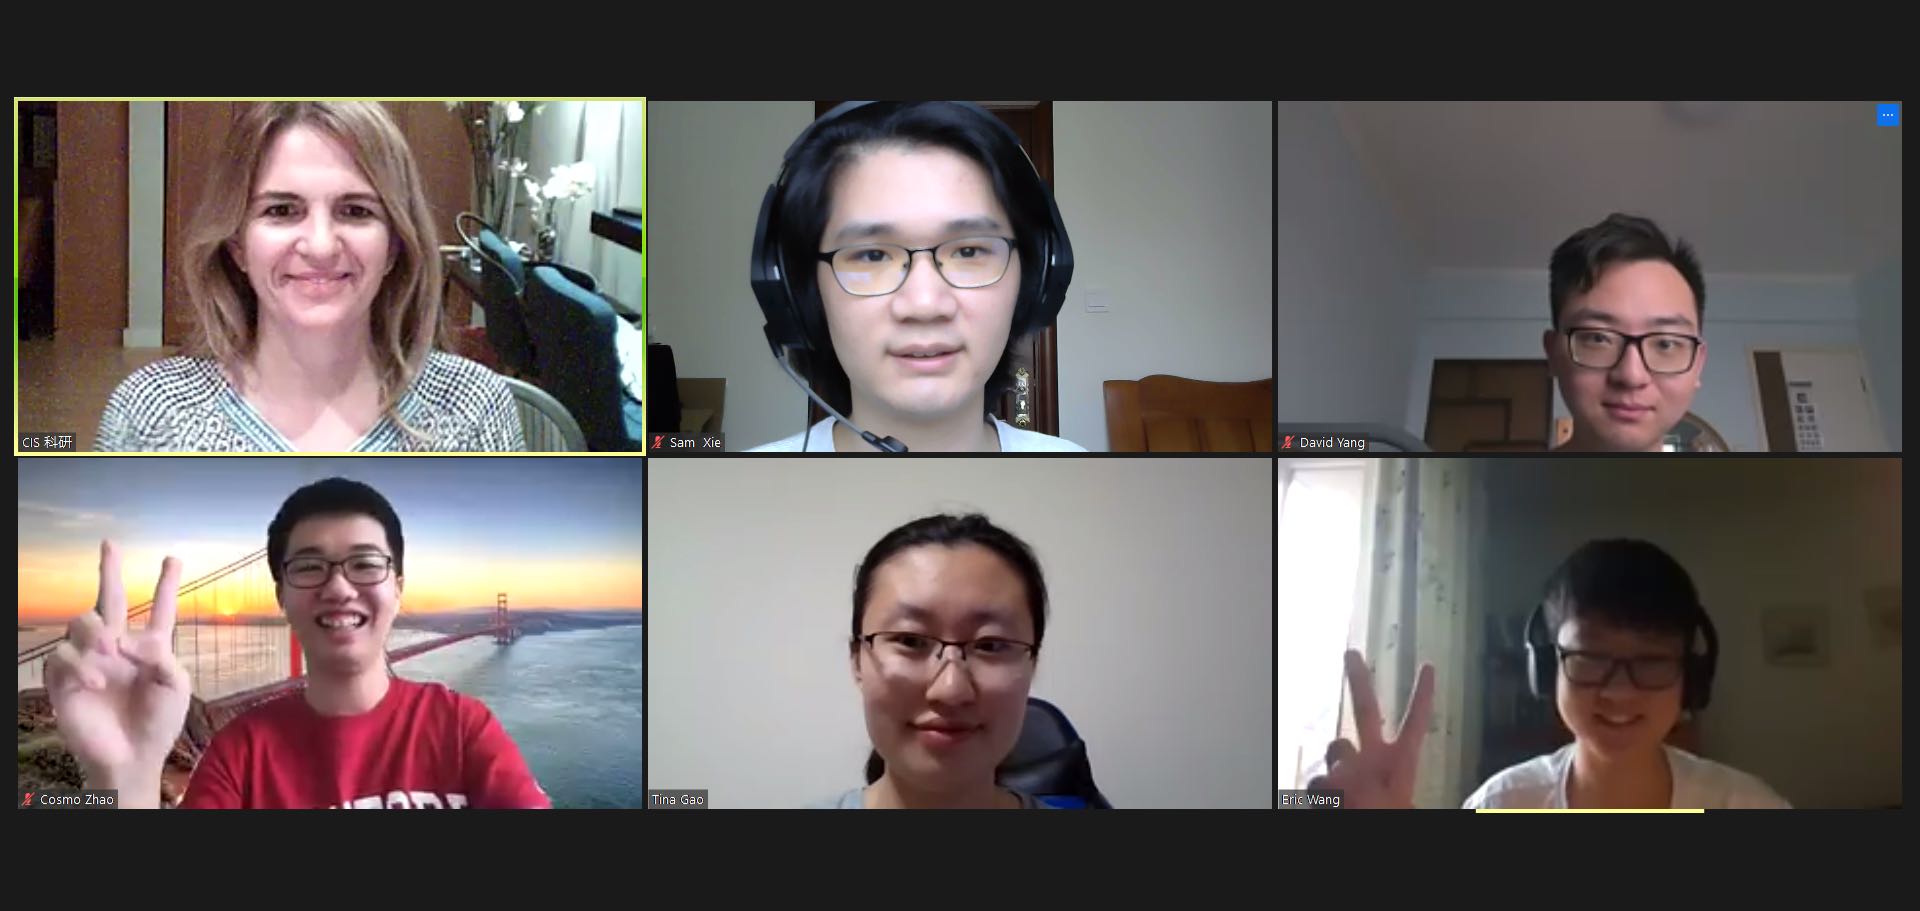 CIS 科研
Sam Xie
David Yang
Cosmo Zhao
Tina Gao
Eric Wang